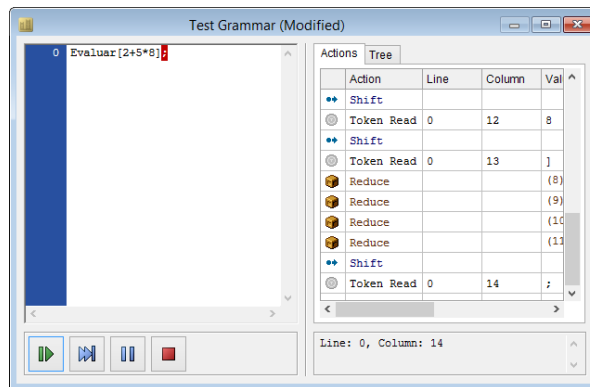 Test Grammar (Modified)
0 Evaluar[2+5*8];
Actions Tree
Action Line Column Val
Shift
Token Read 0 12 8
Shift
Token Read 0 13 ]
Reduce (8)
Reduce (9)
Reduce (10
Reduce (11
Shift
Token Read 0 14 ;
Line: 0, Column: 14